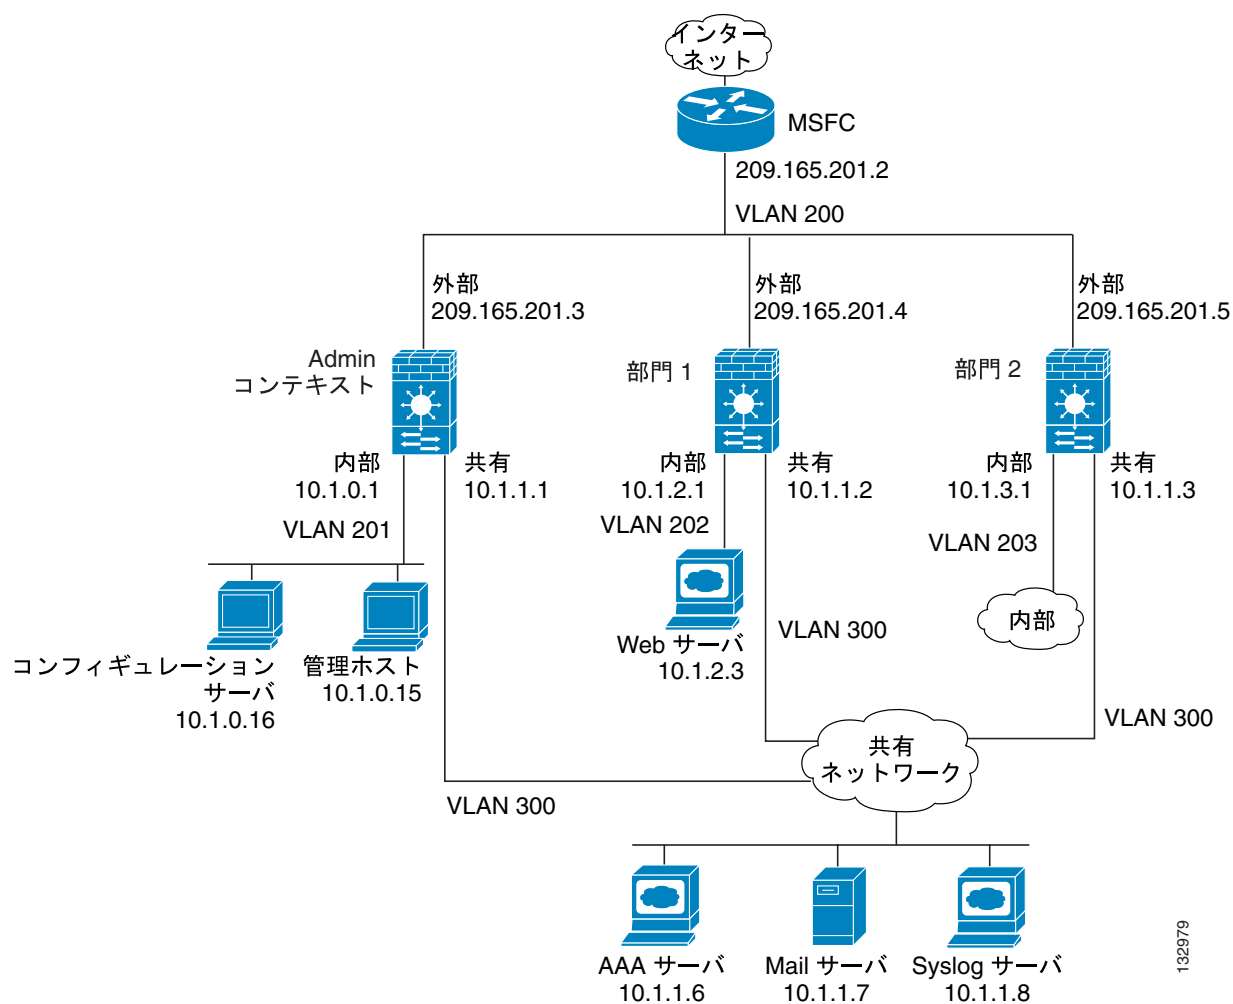 インター
ネット
MSFC
209.165.201.2
VLAN 200
外部
209.165.201.3
外部
209.165.201.4
外部
209.165.201.5
Admin
コンテキスト
部門 1
部門 2
内部
10.1.0.1
共有
10.1.1.1
内部
10.1.2.1
共有
10.1.1.2
内部
10.1.3.1
共有
10.1.1.3
VLAN 201
VLAN 202
VLAN 203
内部
コンフィギュレーション
サーバ
10.1.0.16
管理ホスト
10.1.0.15
Web サーバ
10.1.2.3
VLAN 300
VLAN 300
共有
ネットワーク
VLAN 300
AAA サーバ
10.1.1.6
Mail サーバ
10.1.1.7
Syslog サーバ
10.1.1.8
132979